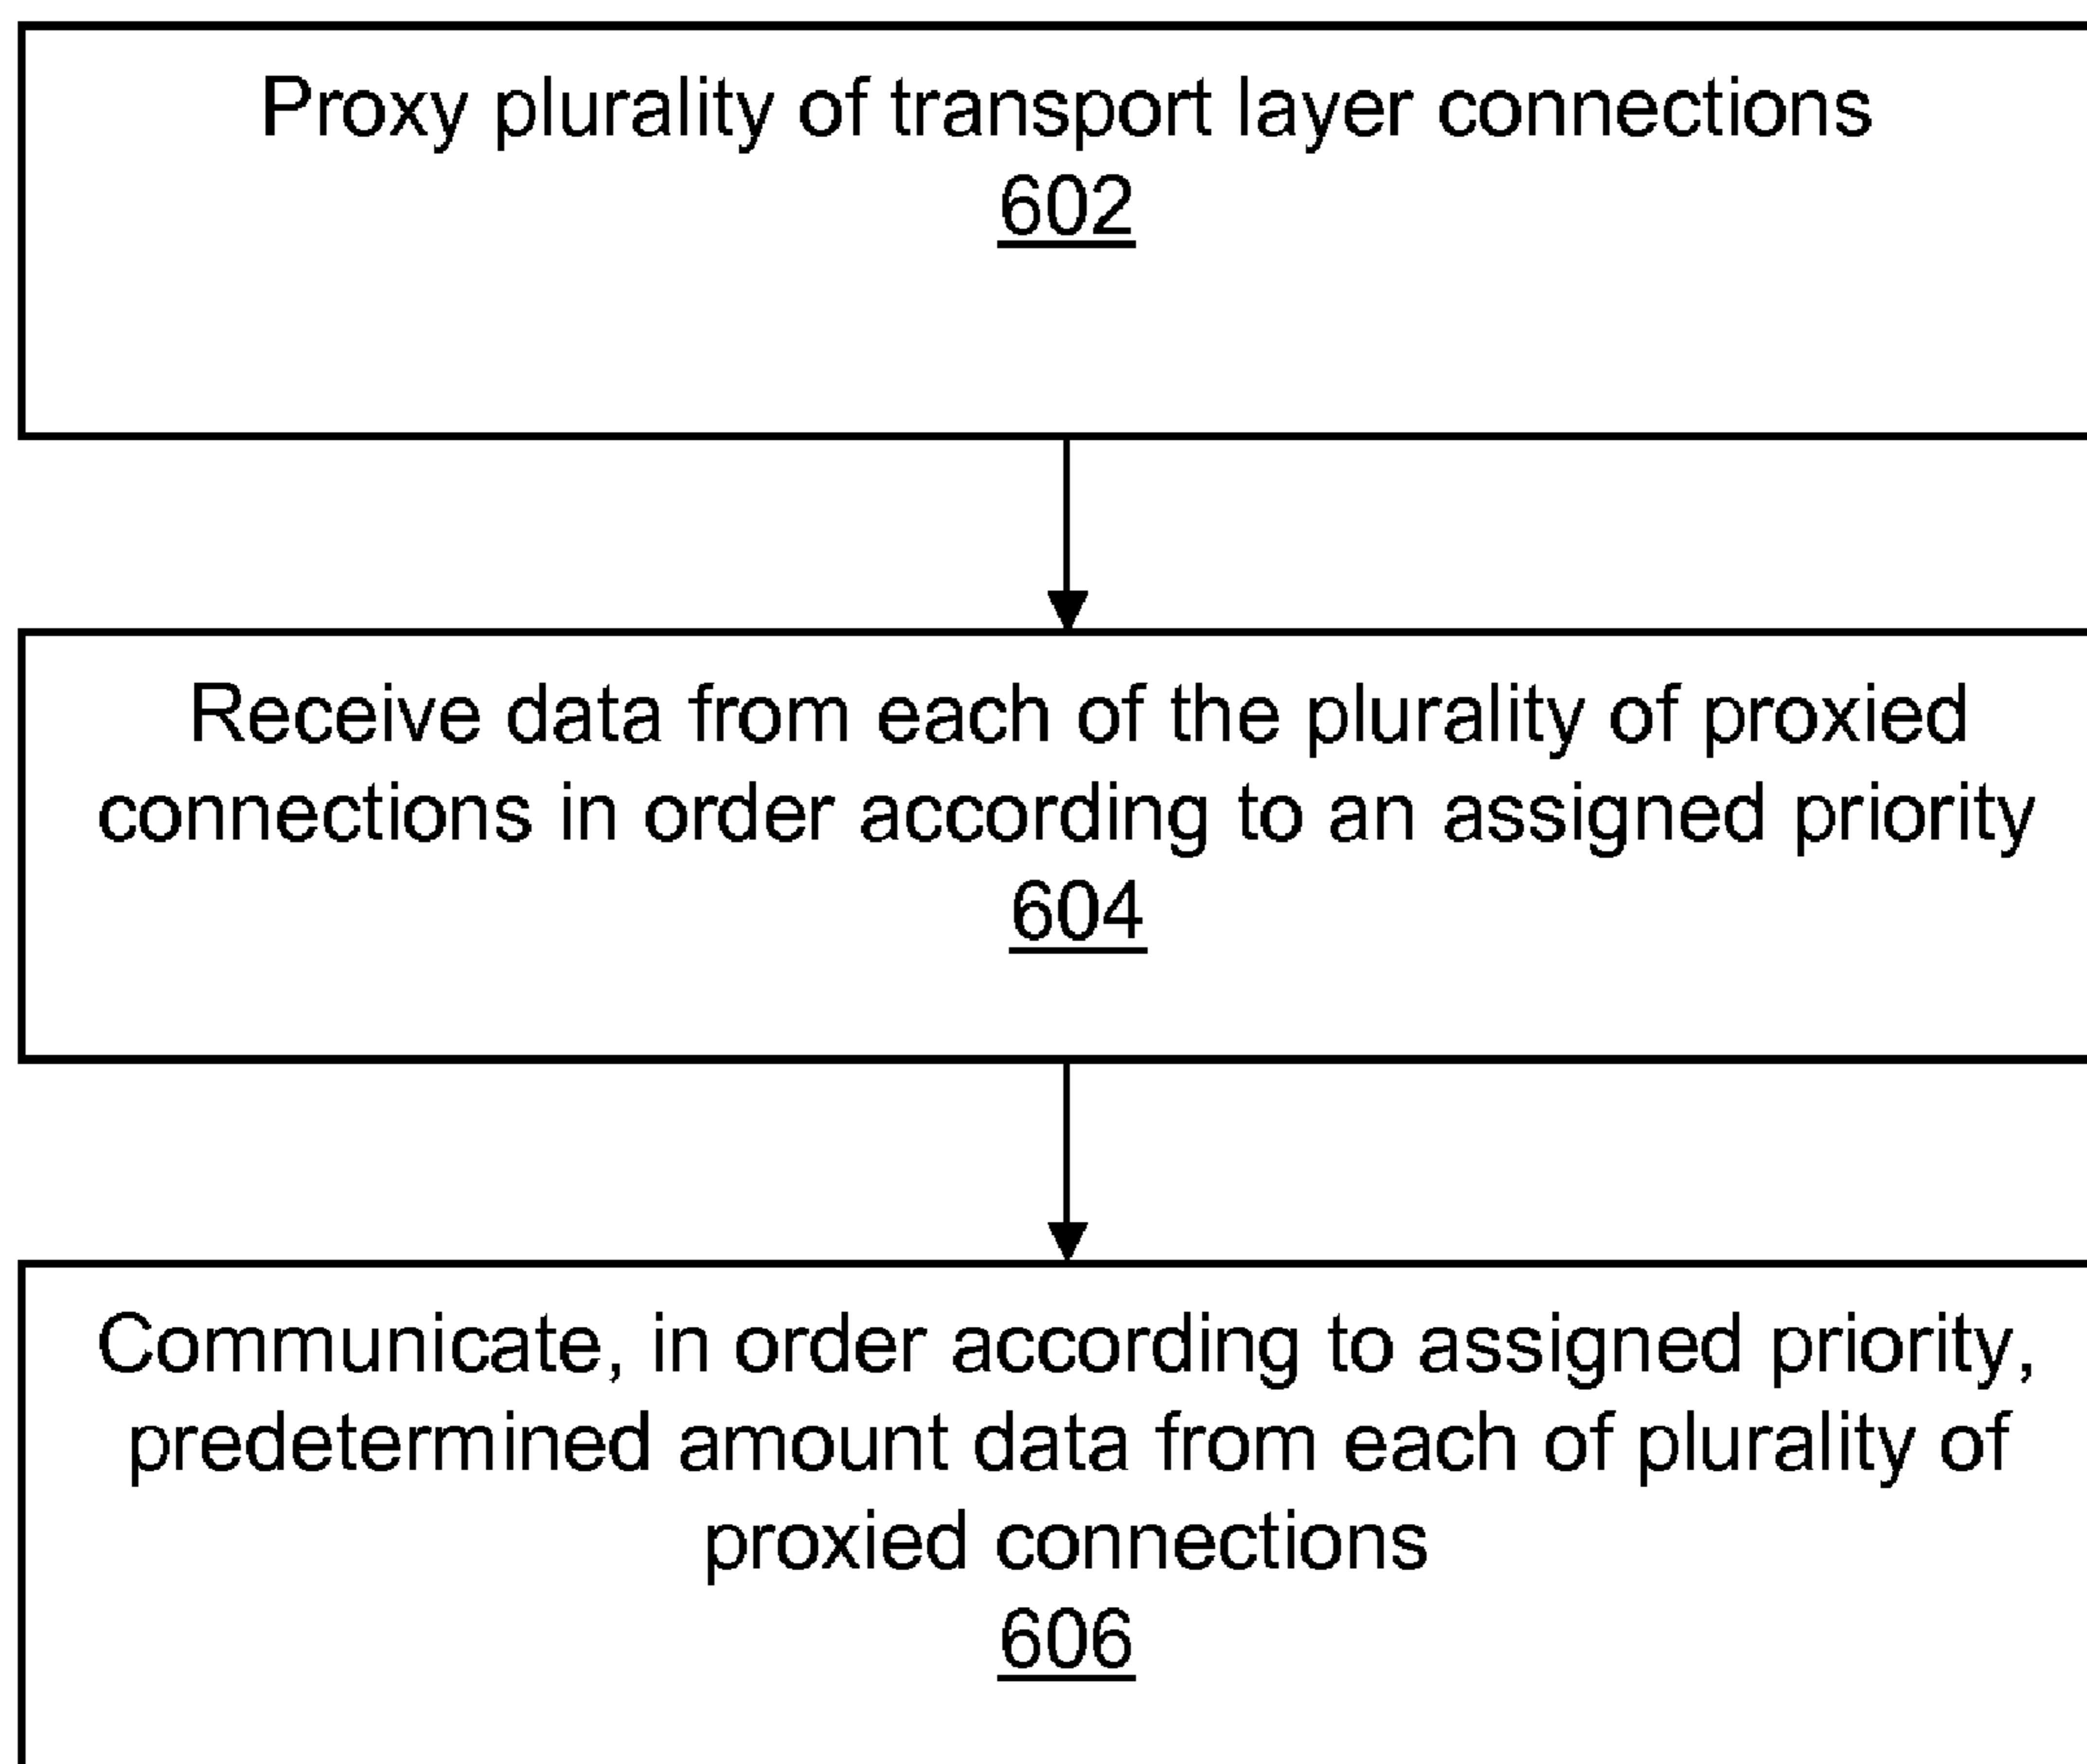 Proxy plurality of transport layer connections
602
Receive data from each of the plurality of proxied
connections in order according to an assigned priority
604
Communicate, in order according to assigned priority,
predetermined amount data from each of plurality of
proxied connections
606